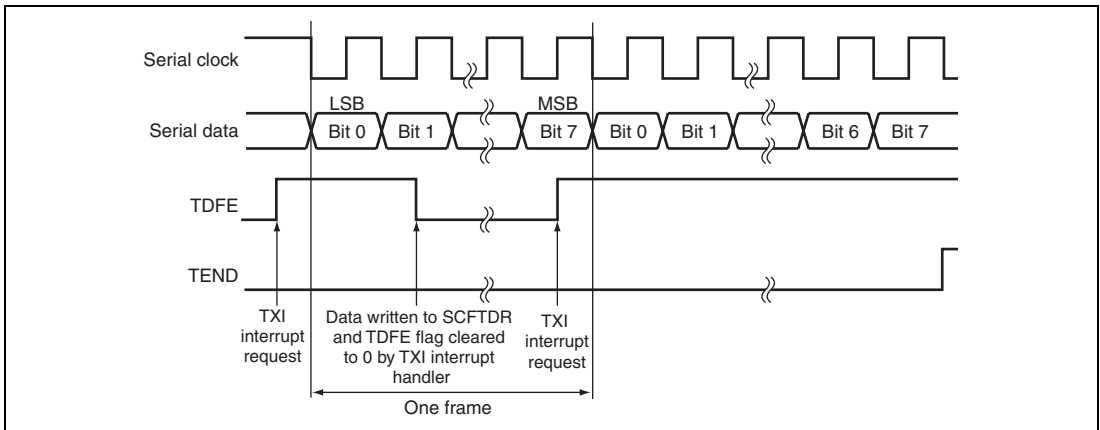 Serial clock
LSB
MSB
Serial data
Bit 0
Bit 1
Bit 7
Bit 0
Bit 1
Bit 6
Bit 7
TDFE
TEND
TXI
interrupt
request
Data written to SCFTDR
and TDFE flag cleared
to 0 by TXI interrupt
handler
TXI
interrupt
request
One frame